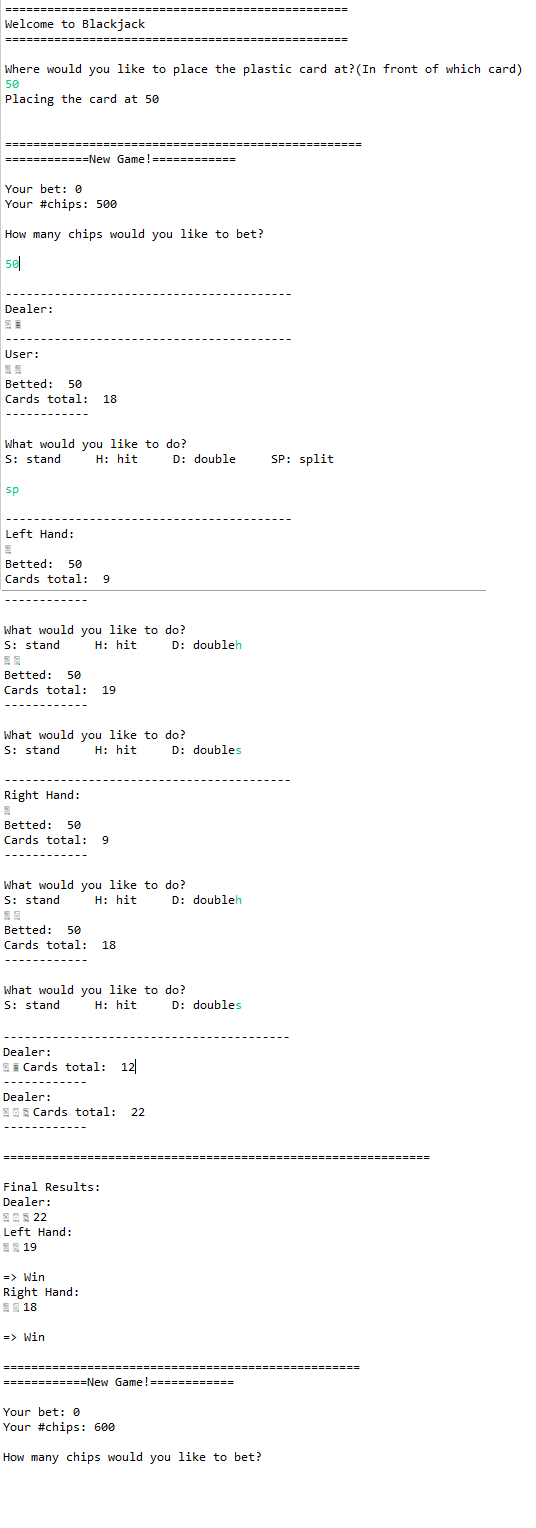 =================================================
Welcome to Blackjack
=================================================
Where would you like to place the plastic card at?(In front of which card)
50
Placing the card at 50
===================================================
============New Game!============
Your bet: 0
Your #chips: 500
How many chips would you like to bet?
50
-----------------------------------------
Dealer:
-----------------------------------------
User:
Betted:  50
Cards total:  18
------------
What would you like to do?
S: stand     H: hit     D: double     SP: split
sp
-----------------------------------------
Left Hand:
Betted:  50
Cards total:  9
------------
What would you like to do?
S: stand     H: hit     D: doubleh
Betted:  50
Cards total:  19
------------
What would you like to do?
S: stand     H: hit     D: doubles
-----------------------------------------
Right Hand:
Betted:  50
Cards total:  9
------------
What would you like to do?
S: stand     H: hit     D: doubleh
Betted:  50
Cards total:  18
------------
What would you like to do?
S: stand     H: hit     D: doubles
-----------------------------------------
Dealer:
Cards total:  12
------------
Dealer:
Cards total:  22
------------
=============================================================
Final Results:
Dealer:
22
Left Hand:
19
=> Win
Right Hand:
18
=> Win
===================================================
============New Game!============
Your bet: 0
Your #chips: 600
How many chips would you like to bet?